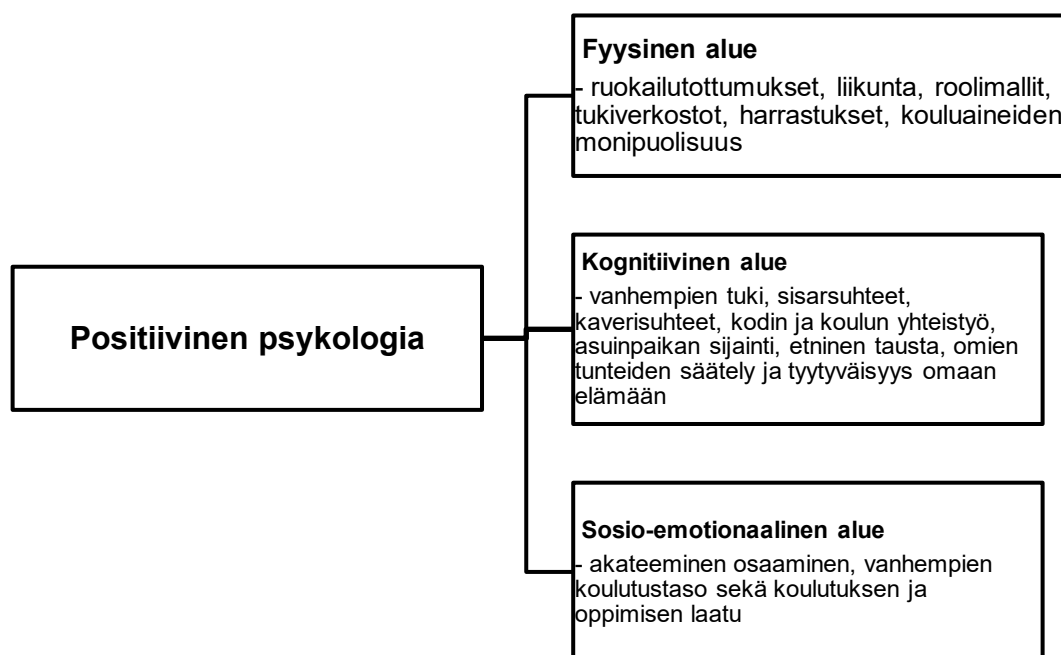 Fyysinen alue
- ruokailutottumukset, liikunta, roolimallit,
tukiverkostot, harrastukset, kouluaineiden
monipuolisuus
Positiivinen psykologia
Kognitiivinen alue
- vanhempien tuki, sisarsuhteet,
kaverisuhteet, kodin ja koulun yhteistyö,
asuinpaikan sijainti, etninen tausta, omien
tunteiden säätely ja tyytyväisyys omaan
elämään
Sosio-emotionaalinen alue
- akateeminen osaaminen, vanhempien
koulutustaso sekä koulutuksen ja
oppimisen laatu